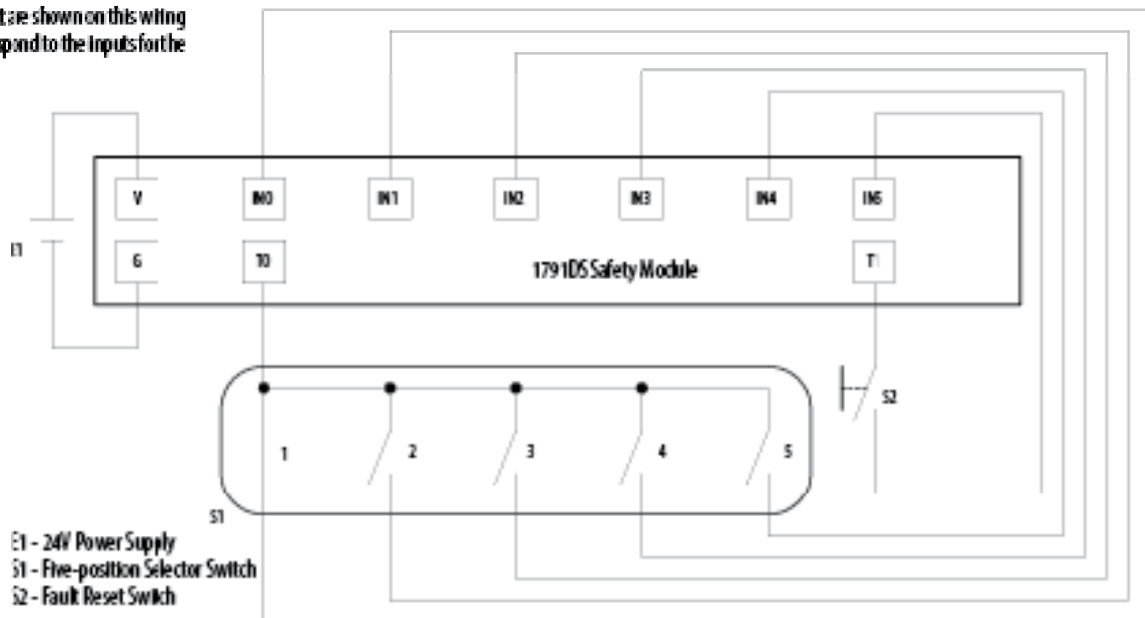 are shown on this wiring
pond to the inputs for the
V
IN0
IN1
IN2
IN3
IN4
G
T0
1791DS Safety Module
T1
E1
S2
1
2
3
4
5
S1
E1 - 24V Power Supply
S1 - Five-position Selector Switch
S2 - Fault Reset Switch